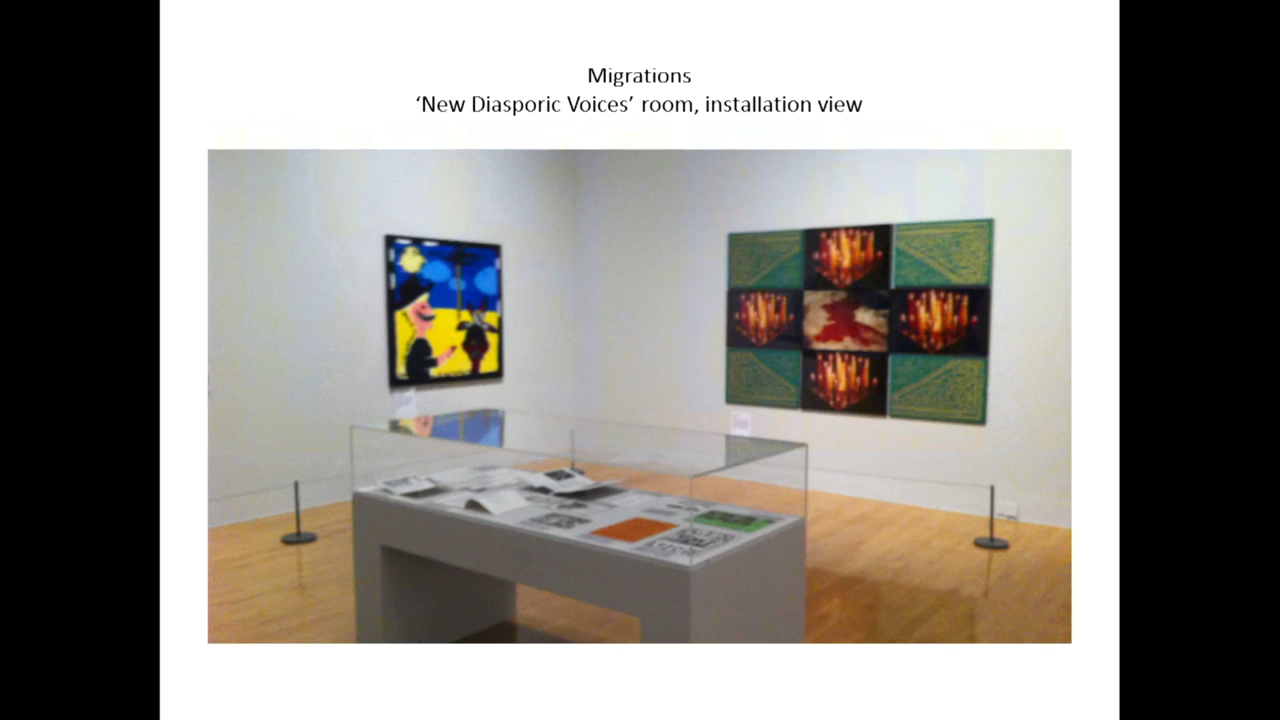 Migrations
‘New Diasporic Voices’ room, installation view